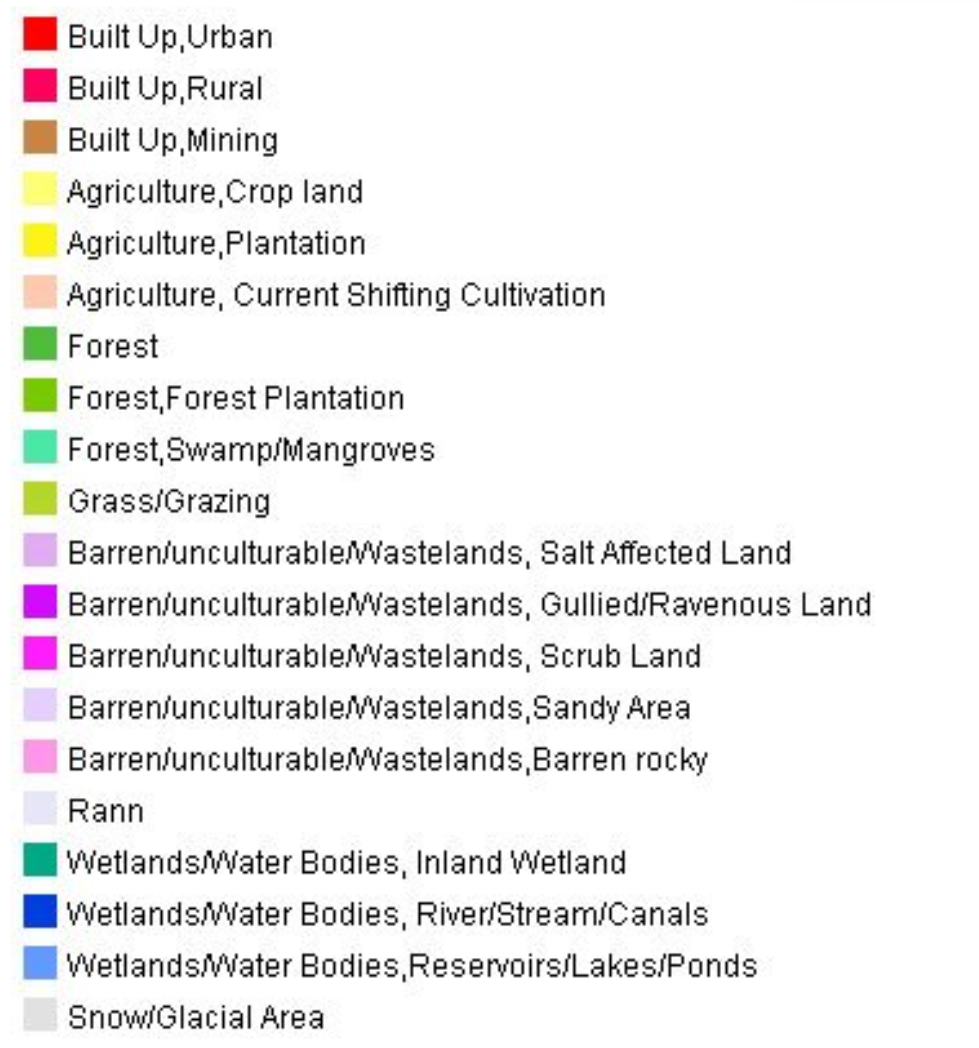 Built Up,Urban
Built Up,Rural
Built Up,Mining
Agriculture,Crop land
Agriculture,Plantation
Agriculture, Current Shifting Cultivation
Forest
Forest,Forest Plantation
Forest,Swamp/Mangroves
Grass/Grazing
Barren/unculturable/Wastelands, Salt Affected Land
Barren/unculturable/Wastelands, Gullied/Ravenous Land
Barren/unculturable/Wastelands, Scrub Land
Barren/unculturable/Wastelands,Sandy Area
Barren/unculturable/Wastelands,Barren rocky
Rann
Wetlands/Water Bodies, Inland Wetland
Wetlands/Water Bodies, River/Stream/Canals
Wetlands/Water Bodies,Reservoirs/Lakes/Ponds
Snow/Glacial Area